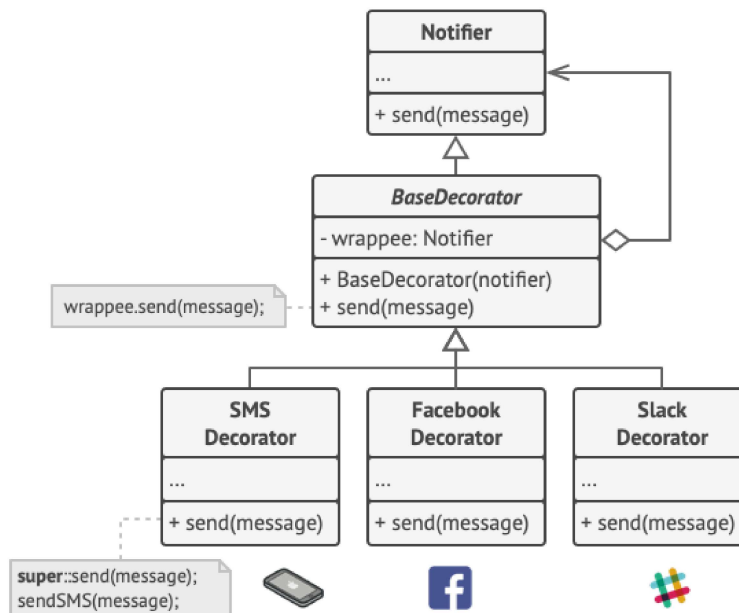 Notifier
...
+ send(message)
BaseDecorator
- wrappee: Notifier
+ BaseDecorator(notifier)
+ send(message)
wrappee.send(message);
SMS
Decorator
...
+ send(message)
Facebook
Decorator
...
+ send(message)
Slack
Decorator
...
+ send(message)
super::send(message);
sendSMS(message);